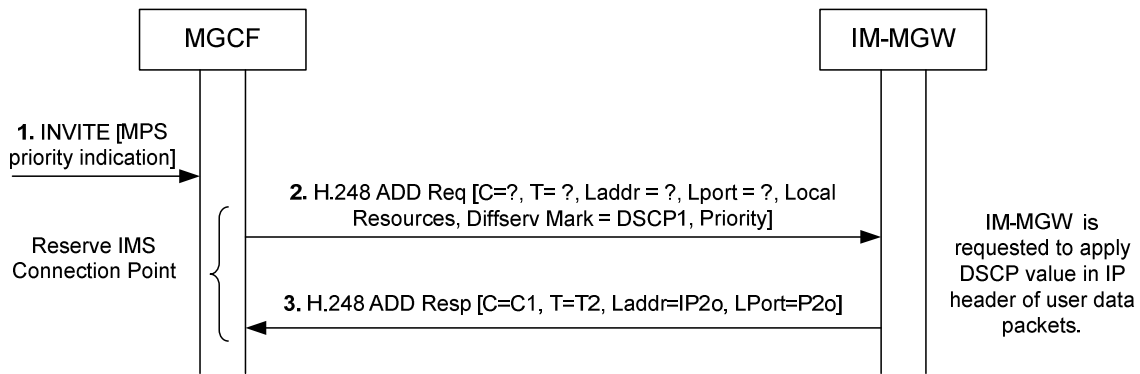 MGCF
IM-MGW
1. INVITE [MPS
priority indication]
2. H.248 ADD Req [C=?, T= ?, Laddr = ?, Lport = ?, Local
Resources, Diffserv Mark = DSCP1, Priority]
Reserve IMS
Connection Point
IM-MGW is
requested to apply
DSCP value in IP
header of user data
packets.
3. H.248 ADD Resp [C=C1, T=T2, Laddr=IP2o, LPort=P2o]